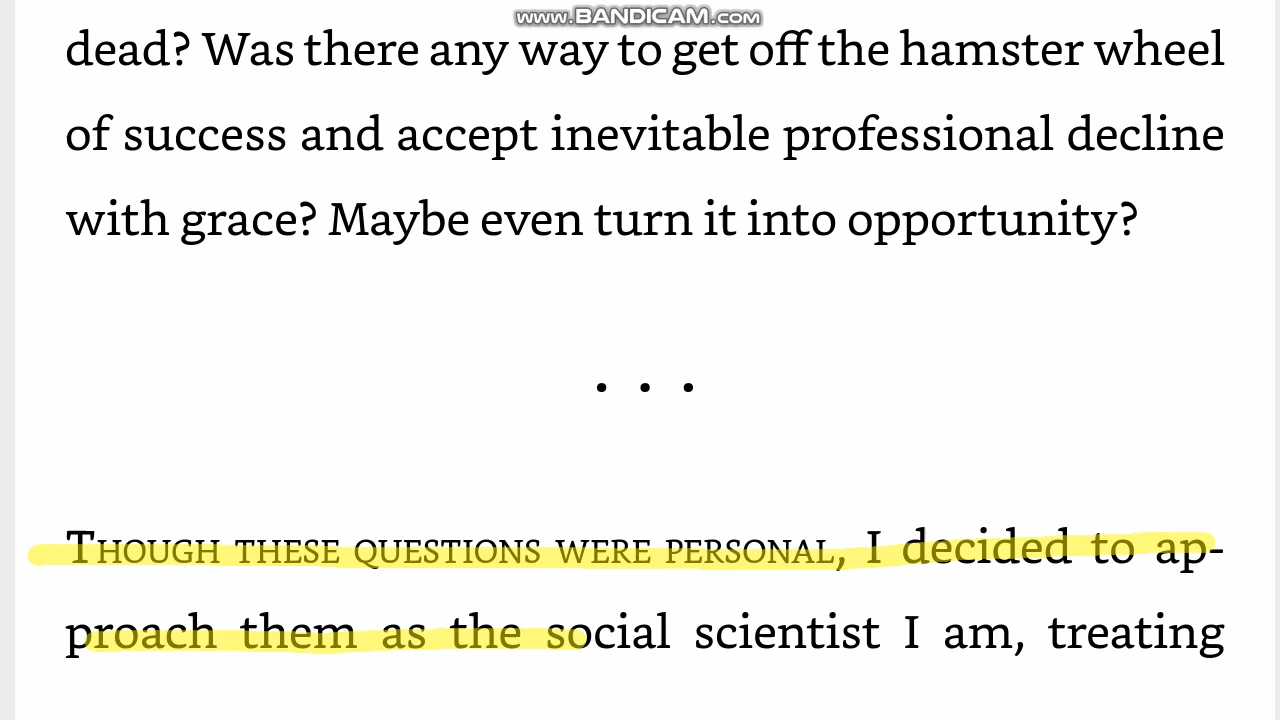 www.BANDICAM.com
dead? Was there any way to get off the hamster wheel
of success and accept inevitable professional decline
with grace? Maybe even turn it into opportunity?
. . .
THOUGH THESE QUESTIONS WERE PERSONAL, I decided to ap-
proach them as the social scientist I am, treating